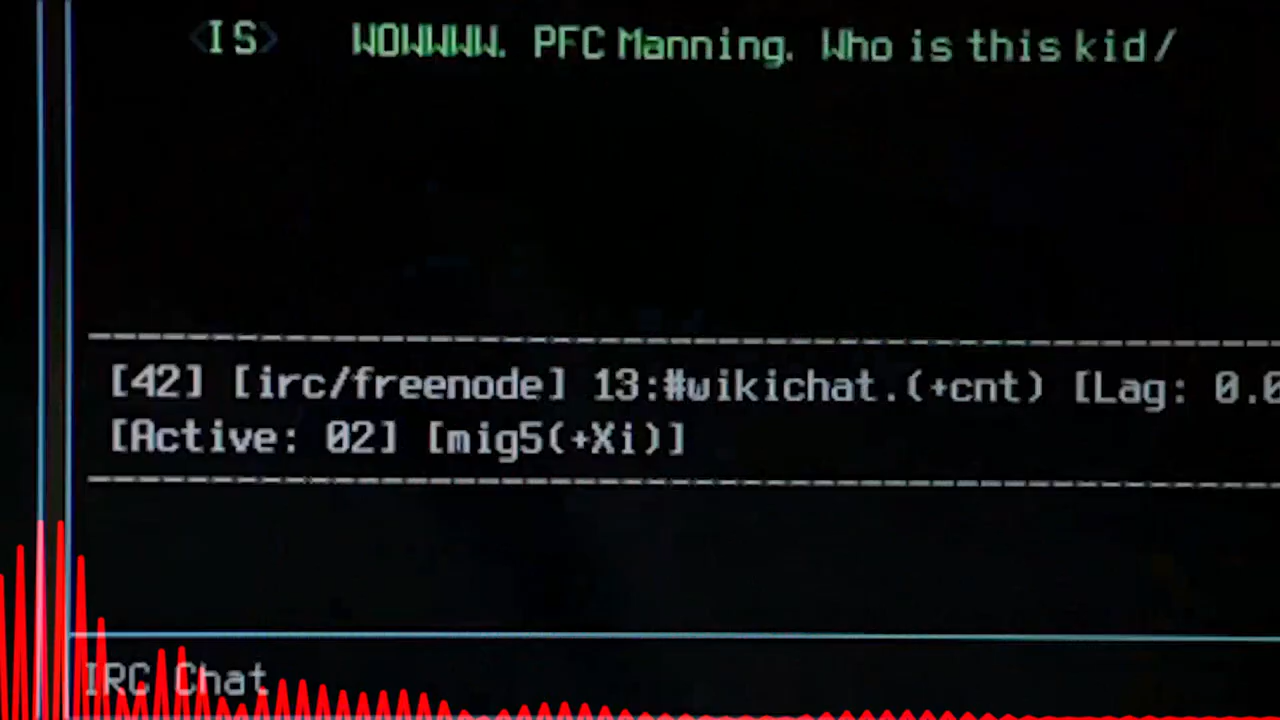 <IS> WOWWWW. PFC Manning. Who is this kid/
[42] [irc/freenode] 13:#wikichat.(+cnt) [Lag: 0.0
[Active: 02] [mig5(+Xi)]
IRC Chat